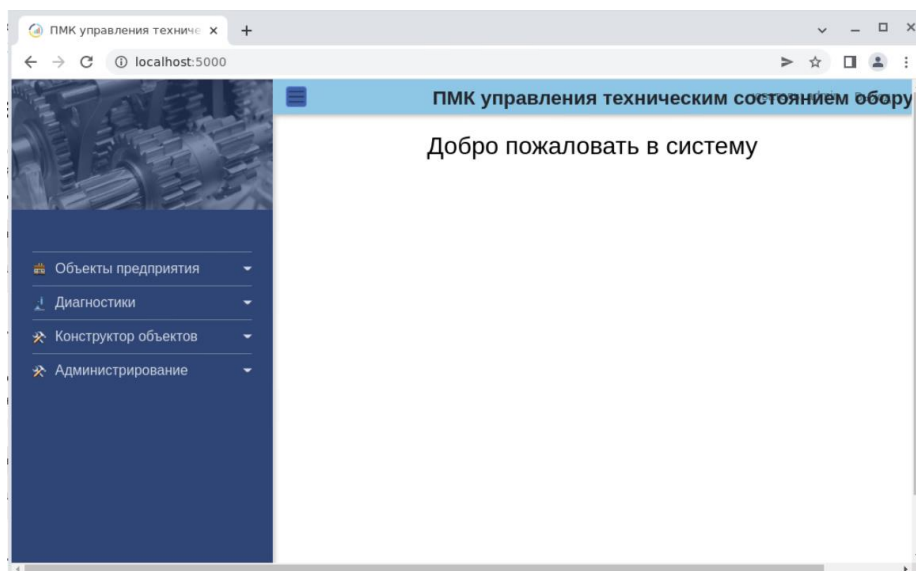 ПМК управления техниче
localhost:5000
ПМК управления техническим состоянием обору
Добро пожаловать в систему
Объекты предприятия
Диагностики
Конструктор объектов
Администрирование